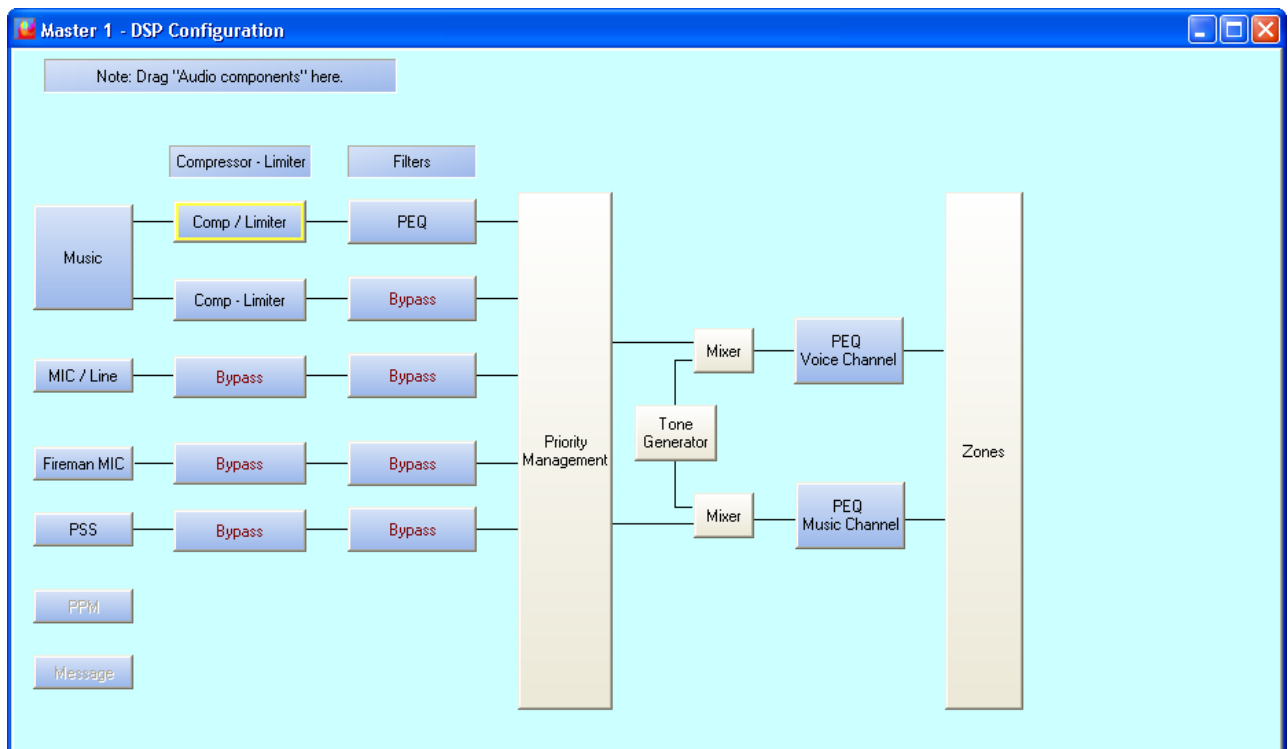 Master 1 - DSP Configuration
Note: Drag "Audio components" here.
Compressor - Limiter
Filters
Music
Comp / Limiter
PEQ
Comp - Limiter
Bypass
MIC / Line
Bypass
Bypass
Fireman MIC
Bypass
Bypass
PSS
Bypass
Bypass
PPM
Message
Priority
Management
Mixer
Tone
Generator
Mixer
PEQ
Voice Channel
PEQ
Music Channel
Zones